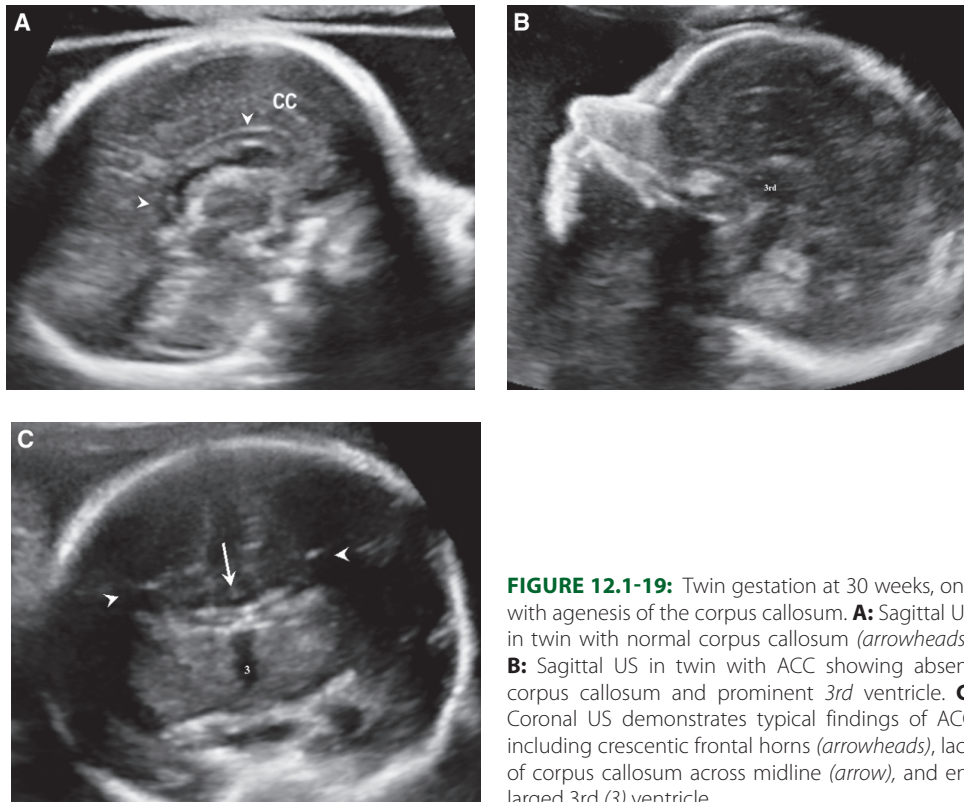 A
CC
B
3rd
C
3
FIGURE 12.1-19: Twin gestation at 30 weeks, on
with agenesis of the corpus callosum. A: Sagittal U
in twin with normal corpus callosum (arrowheads
B: Sagittal US in twin with ACC showing absen
corpus callosum and prominent 3rd ventricle. C
Coronal US demonstrates typical findings of ACC
including crescentic frontal horns (arrowheads), lac
of corpus callosum across midline (arrow), and en
larged 3rd (3) ventricle.